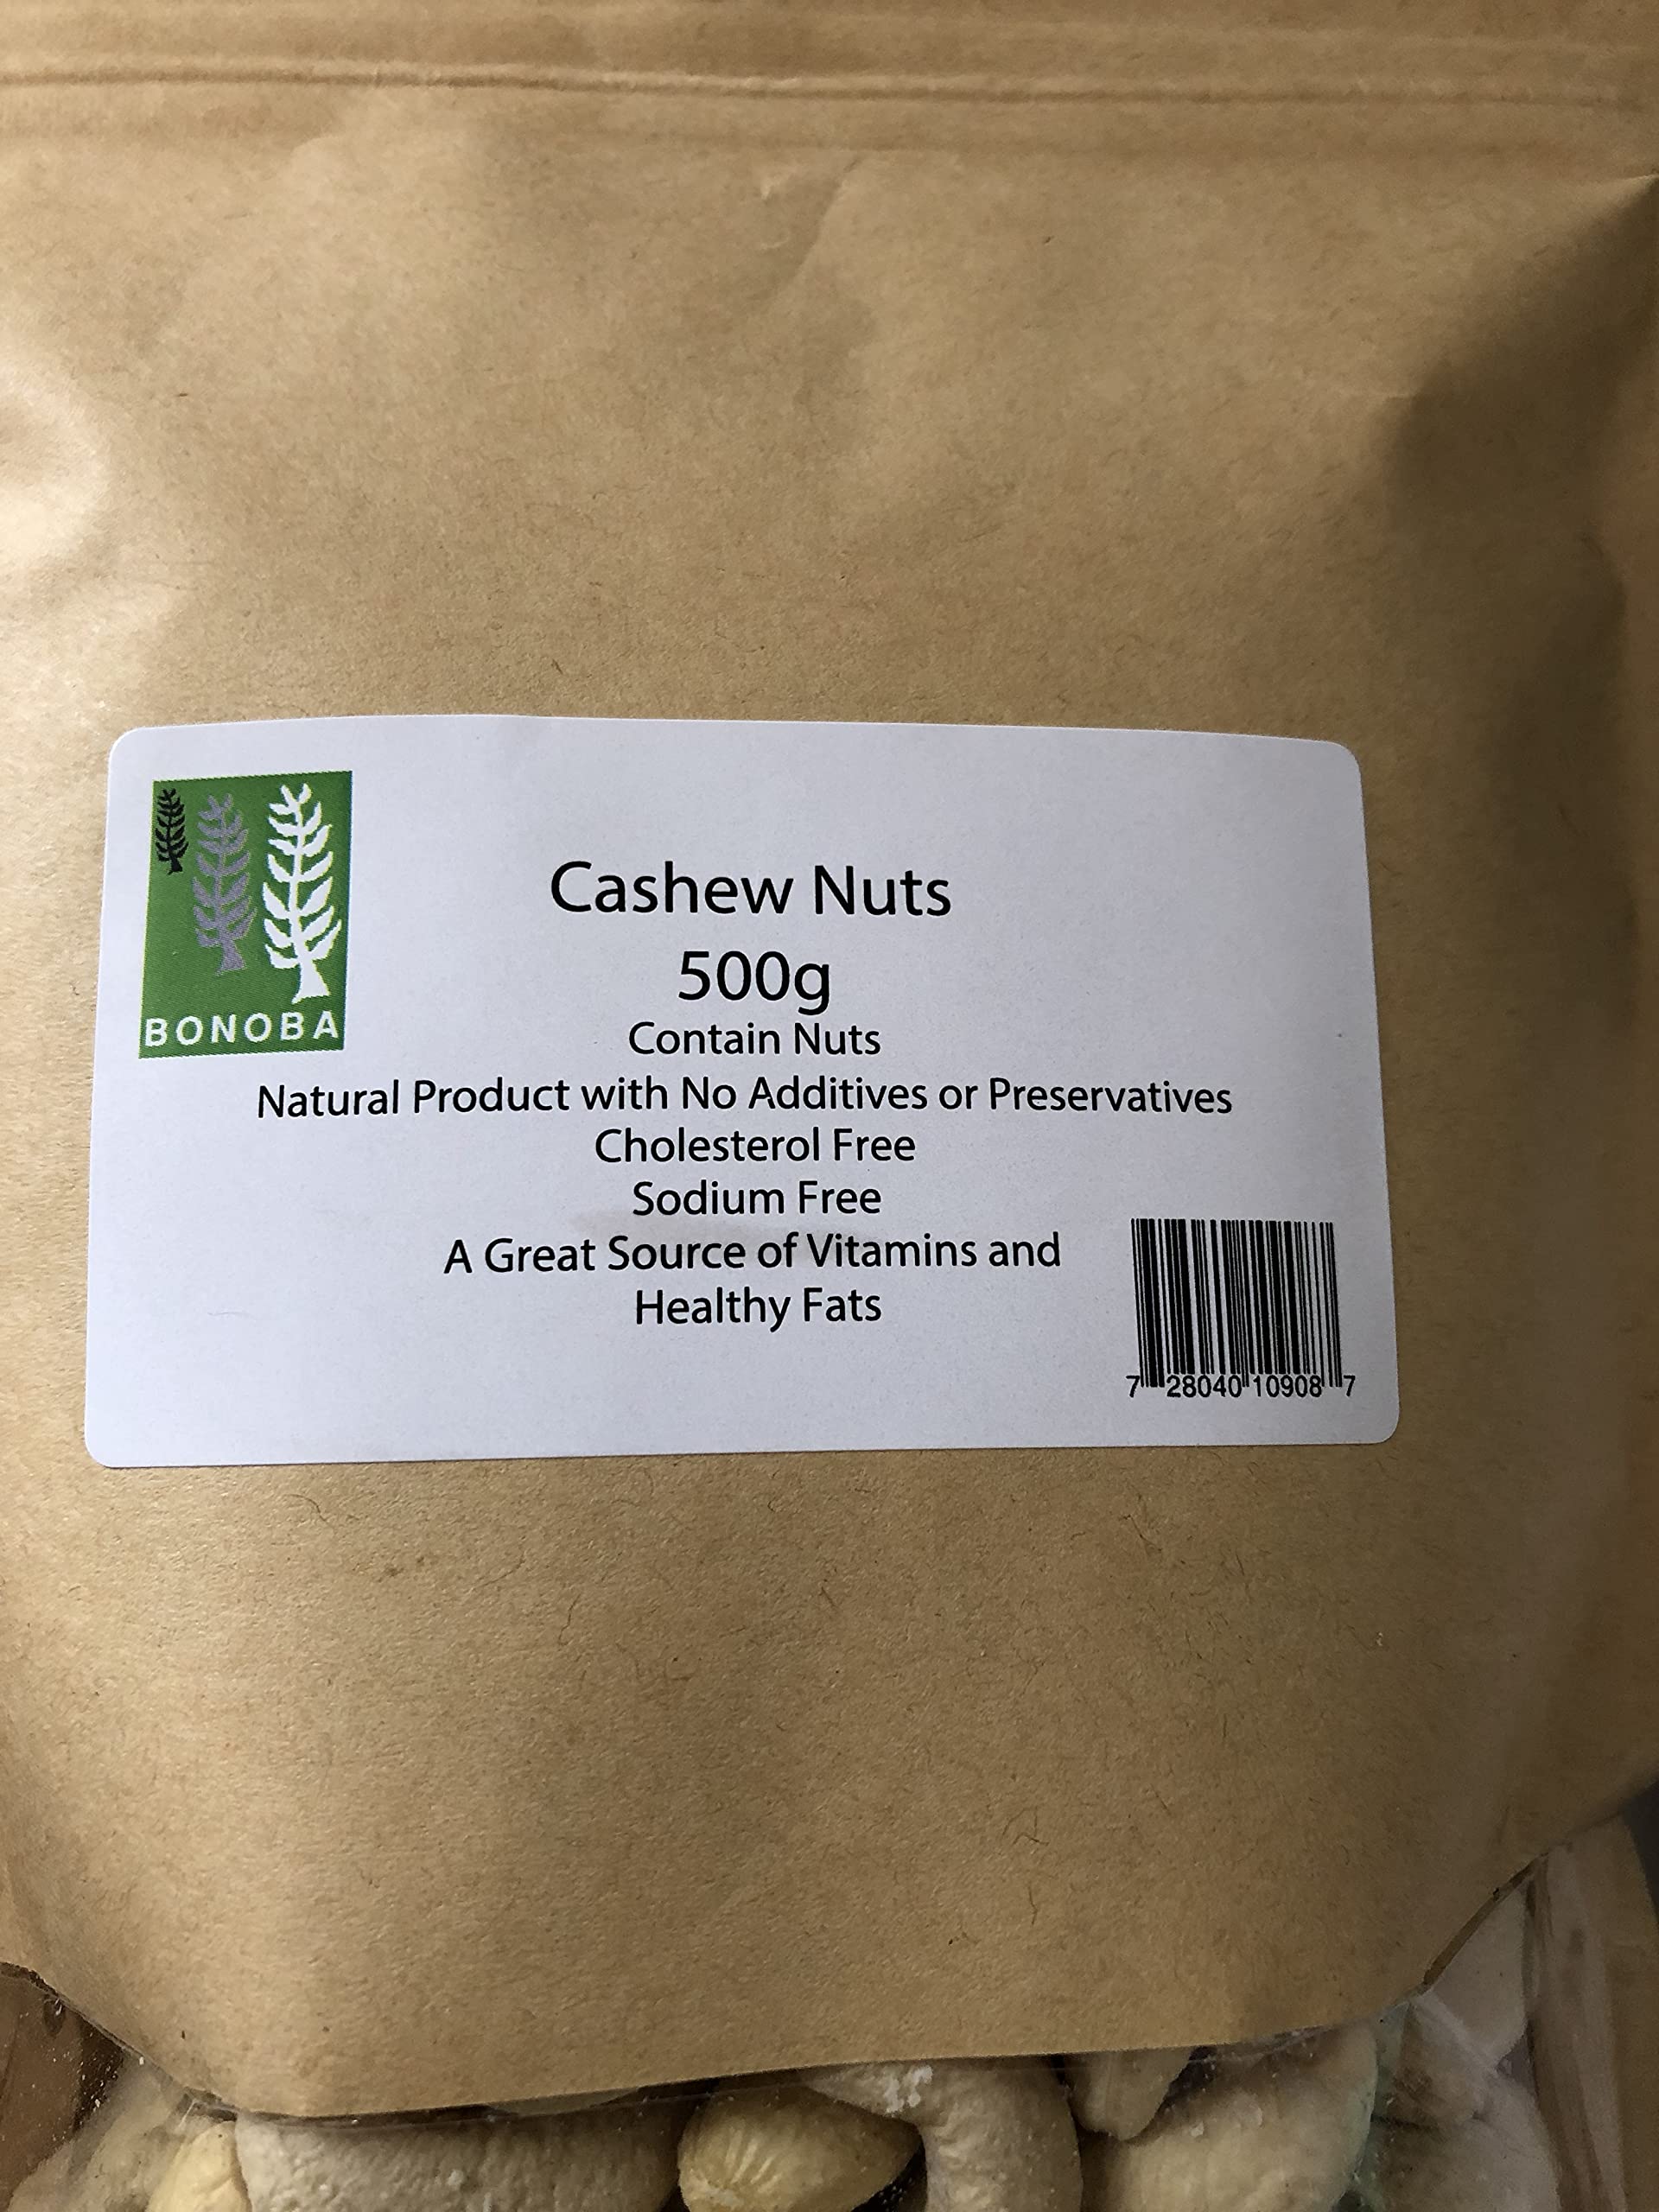 BONOBA
Cashew Nuts
500g
Contain Nuts
Natural Product with No Additives or Preservatives
Cholesterol Free
Sodium Free
A Great Source of Vitamins and
Healthy Fats
7 28040 10908 7